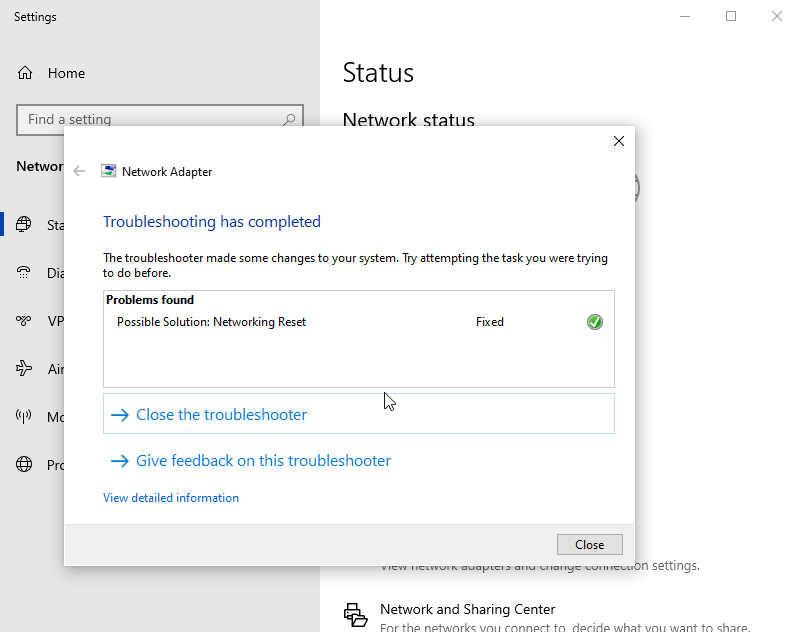 Settings
Home
Find a setting
Networ
Sta
Dia
VP
Air
Mo
Pro
Status
Network status
Network Adapter
Troubleshooting has completed
The troubleshooter made some changes to your system. Try attempting the task you were trying
to do before.
Problems found
Possible Solution: Networking Reset Fixed
Close the troubleshooter
Give feedback on this troubleshooter
View detailed information
Close
View network adapters and change connection settings.
Network and Sharing Center
For the networks you connect to, decide what you want to share.